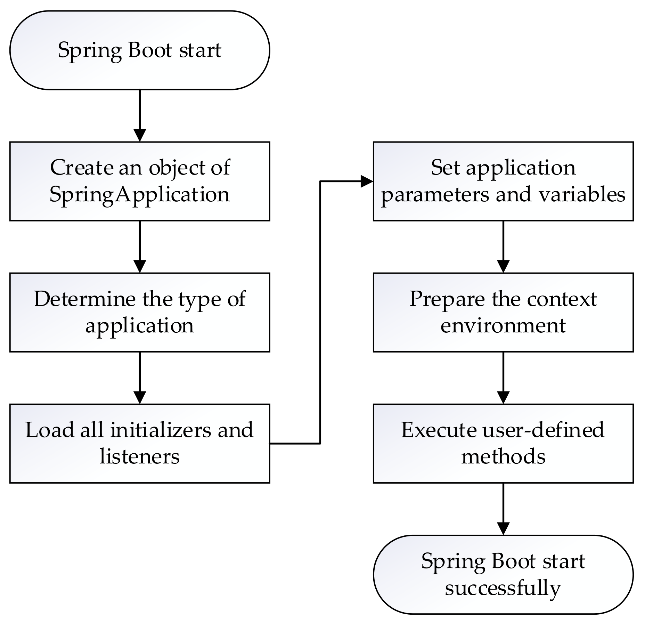 Spring Boot start
Create an object of
SpringApplication
Determine the type of
application
Load all initializers and
listeners
Set application
parameters and variables
Prepare the context
environment
Execute user-defined
methods
Spring Boot start
successfully